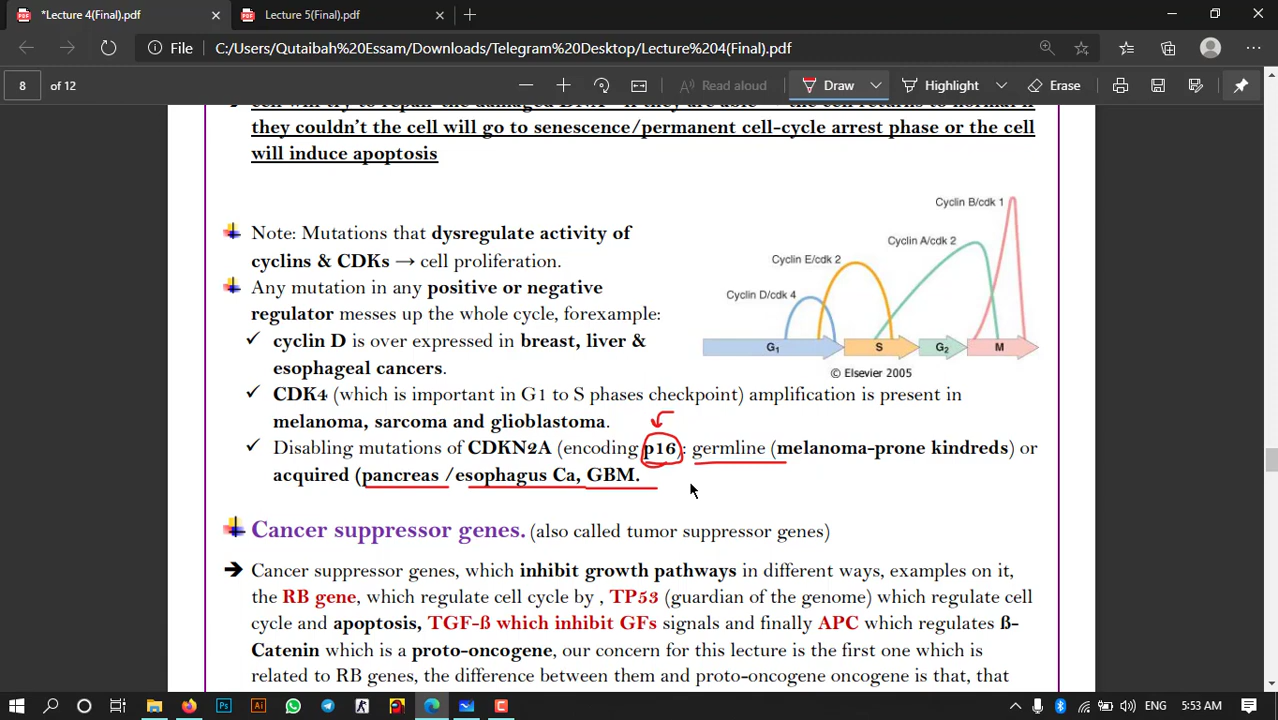 *Lecture 4(Final).pdf
Lecture 5(Final).pdf
File
C:/Users/Qutaibah%20Essam/Downloads/Telegram%20Desktop/Lecture%204(Final).pdf
8
of 12
Read aloud
Draw
Highlight
Erase
they couldn't the cell will go to senescence/permanent cell-cycle arrest phase or the cell
will induce apoptosis
Note: Mutations that dysregulate activity of
cyclins & CDKs → cell proliferation.
Any mutation in any positive or negative
regulator messes up the whole cycle, forexample:
✓ cyclin D is over expressed in breast, liver &
esophageal cancers.
Cyclin B/cdk 1
Cyclin A/cdk 2
Cyclin E/cdk 2
Cyclin D/cdk 4
G₁
S
G₂
M
© Elsevier 2005
✓ CDK4 (which is important in G1 to S phases checkpoint) amplification is present in
melanoma, sarcoma and glioblastoma.
✓ Disabling mutations of CDKN2A (encoding p16): germline (melanoma-prone kindreds) or
acquired (pancreas /esophagus Ca, GBM.
Cancer suppressor genes. (also called tumor suppressor genes)
➔ Cancer suppressor genes, which inhibit growth pathways in different ways, examples on it,
the RB gene, which regulate cell cycle by , TP53 (guardian of the genome) which regulate cell
cycle and apoptosis, TGF-ß which inhibit GFs signals and finally APC which regulates ß-
Catenin which is a proto-oncogene, our concern for this lecture is the first one which is
related to RB genes, the difference between them and proto-oncogene oncogene is that, that
Ps
Ai
ENG
5:53 AM